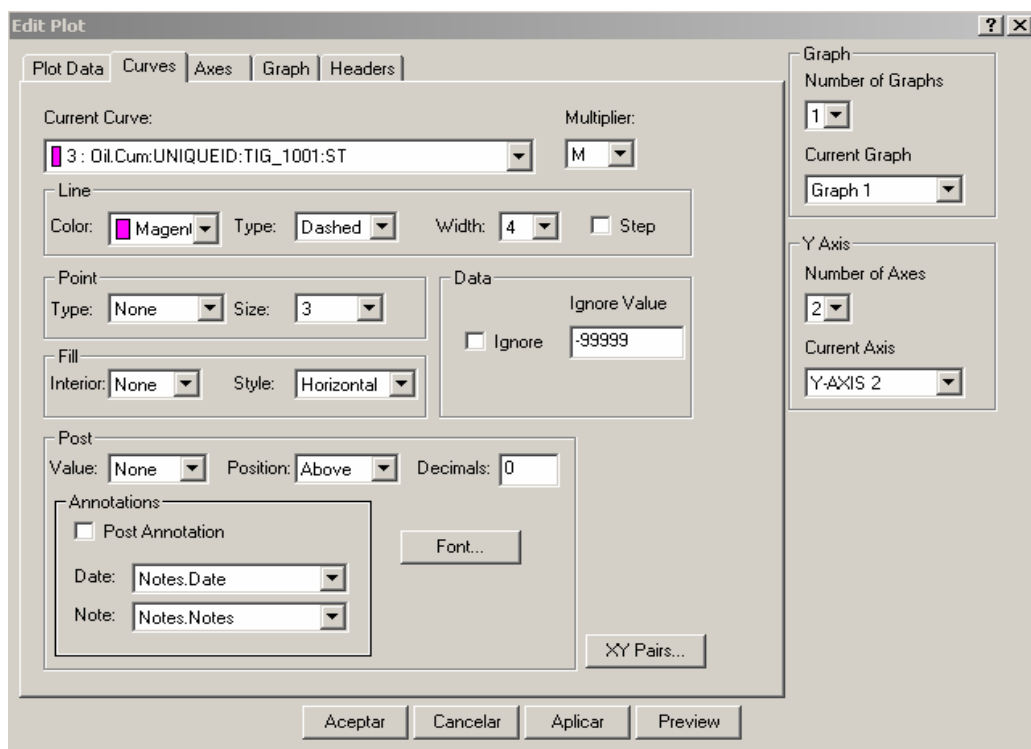 Edit Plot
Plot Data Curves Axes Graph Headers
Current Curve: Multiplier:
3 : Oil.Cum:UNIQUEID:TIG_1001:ST M
Line
Color: Magent Type: Dashed Width: 4 Step
Point
Type: None Size: 3
Fill
Interior: None Style: Horizontal
Data
Ignore Value
Ignore -99999
Post
Value: None Position: Above Decimals: 0
Annotations
Post Annotation
Date: Notes.Date
Note: Notes.Notes
Font...
XY Pairs...
Graph
Number of Graphs
1
Current Graph
Graph 1
Y Axis
Number of Axes
2
Current Axis
Y-AXIS 2
Aceptar Cancelar Aplicar Preview